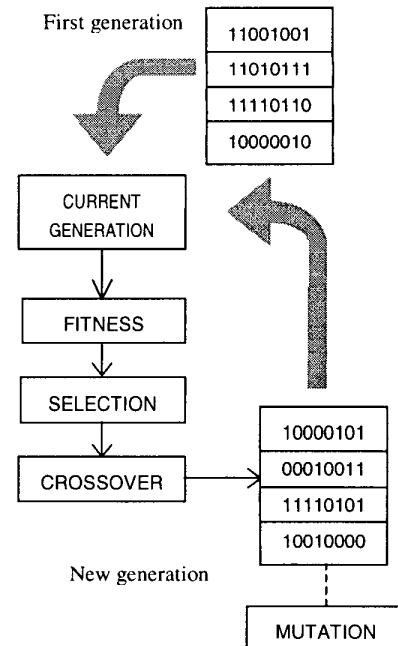 First generation
11001001
11010111
11110110
10000010
CURRENT
GENERATION
FITNESS
SELECTION
CROSSOVER
10000101
00010011
11110101
10010000
New generation
MUTATION